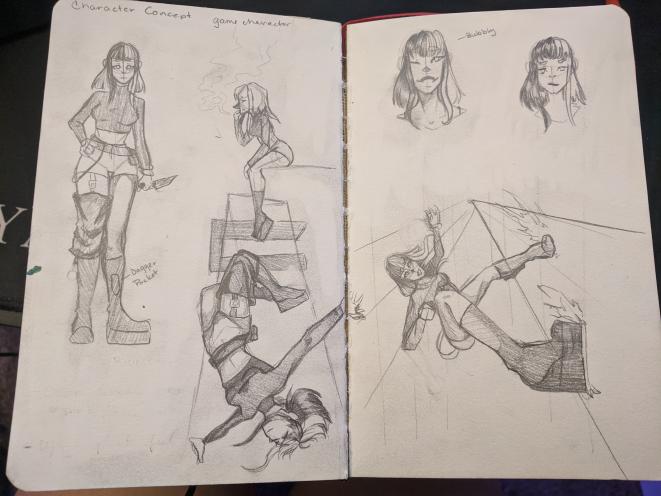 Character Concept
game character
Dagger
Pocket
Bubbly